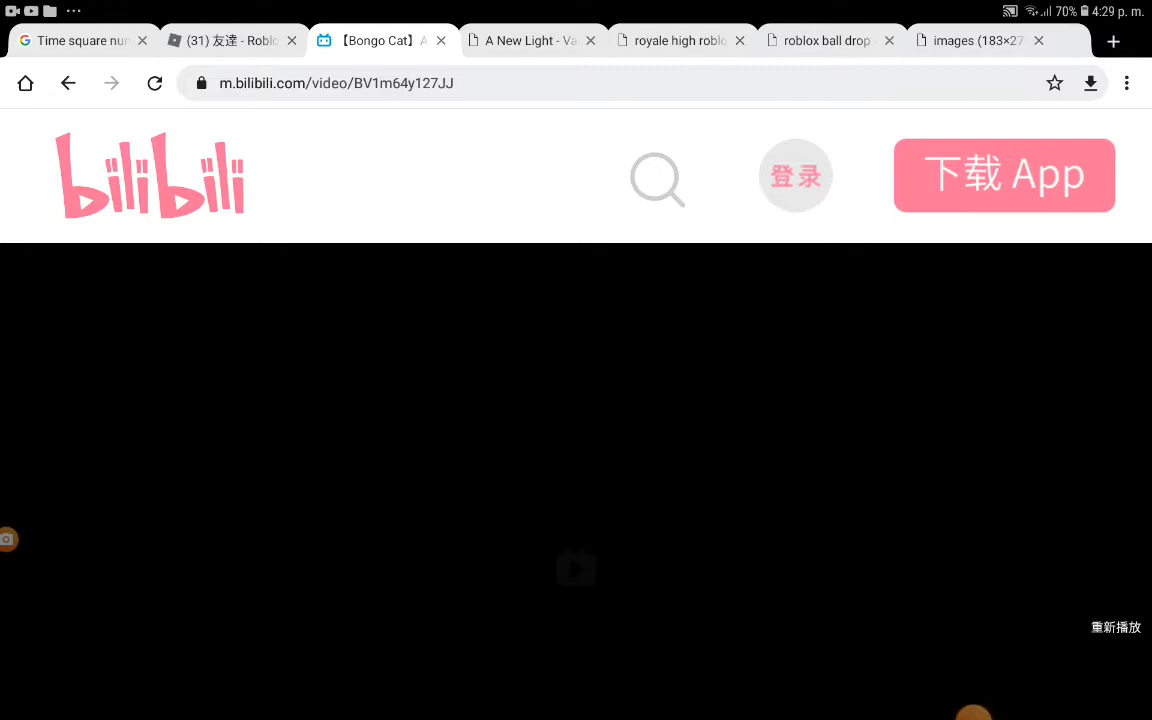 70% 4:29 p. m.
Time square nun
(31) 友達 - Roblo
【Bongo Cat】A
A New Light - Va
royale high roblo
roblox ball drop
images (183×27
m.bilibili.com/video/BV1m64y127JJ
bilibili
登录
下载 App
重新播放